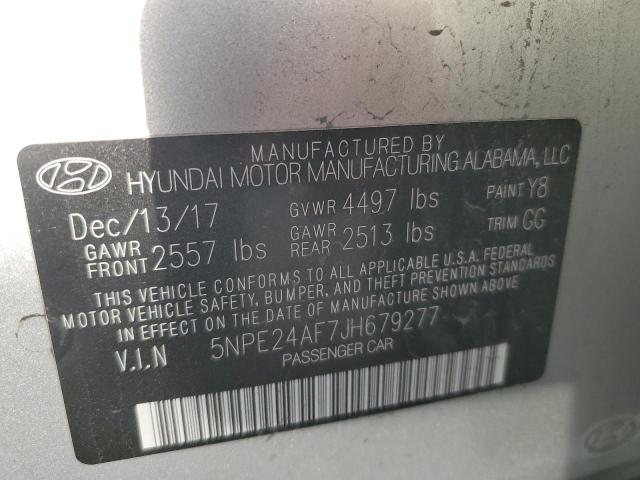 MANUFACTURED BY
HYUNDAI MOTOR MANUFACTURING ALABAMA, LLC
Dec/13/17 GVWR 4497 lbs PAINT Y8
GAWR FRONT 2557 lbs GAWR REAR 2513 lbs TRIM GG
THIS VEHICLE CONFORMS TO ALL APPLICABLE U.S.A. FEDERAL
MOTOR VEHICLE SAFETY, BUMPER, AND THEFT PREVENTION STANDARDS
IN EFFECT ON THE DATE OF MANUFACTURE SHOWN ABOVE.
V.I.N 5NPE24AF7JH679277
PASSENGER CAR